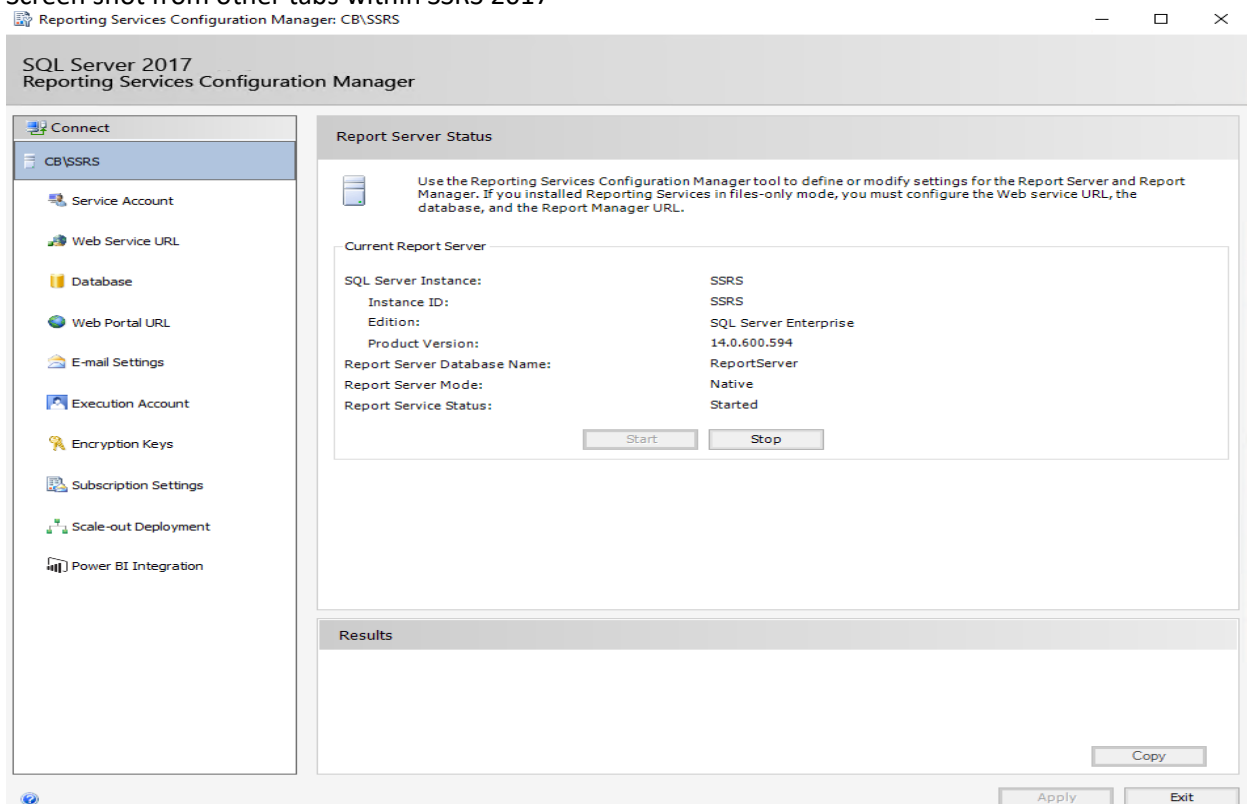 Screen shot from other tabs within SSRS 2017
Reporting Services Configuration Manager: CB\SSRS
SQL Server 2017
Reporting Services Configuration Manager
Connect
CB\SSRS
Service Account
Web Service URL
Database
Web Portal URL
E-mail Settings
Execution Account
Encryption Keys
Subscription Settings
Scale-out Deployment
Power BI Integration
Report Server Status
Use the Reporting Services Configuration Manager tool to define or modify settings for the Report Server and Report
Manager. If you installed Reporting Services in files-only mode, you must configure the Web service URL, the
database, and the Report Manager URL.
Current Report Server
SQL Server Instance: SSRS
Instance ID: SSRS
Edition: SQL Server Enterprise
Product Version: 14.0.600.594
Report Server Database Name: ReportServer
Report Server Mode: Native
Report Service Status: Started
Start Stop
Results
Copy
Apply Exit